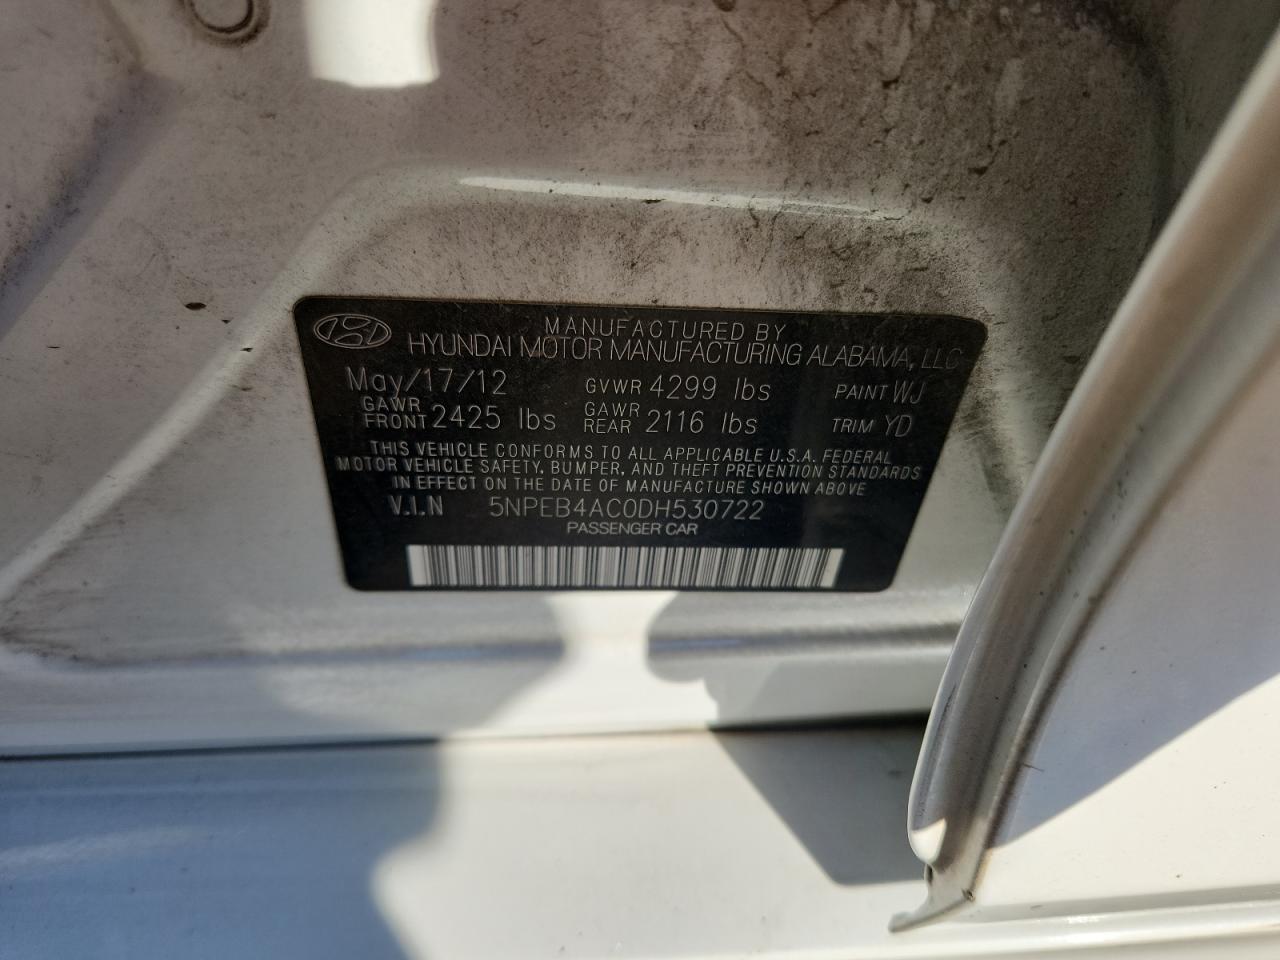 MANUFACTURED BY
HYUNDAI MOTOR MANUFACTURING ALABAMA, LLC
May/17/12 GVWR 4299 lbs PAINT WJ
GAWR FRONT 2425 lbs GAWR REAR 2116 lbs TRIM YD
THIS VEHICLE CONFORMS TO ALL APPLICABLE U.S.A. FEDERAL
MOTOR VEHICLE SAFETY, BUMPER, AND THEFT PREVENTION STANDARDS
IN EFFECT ON THE DATE OF MANUFACTURE SHOWN ABOVE
V.I.N 5NPEB4AC0DH530722
PASSENGER CAR